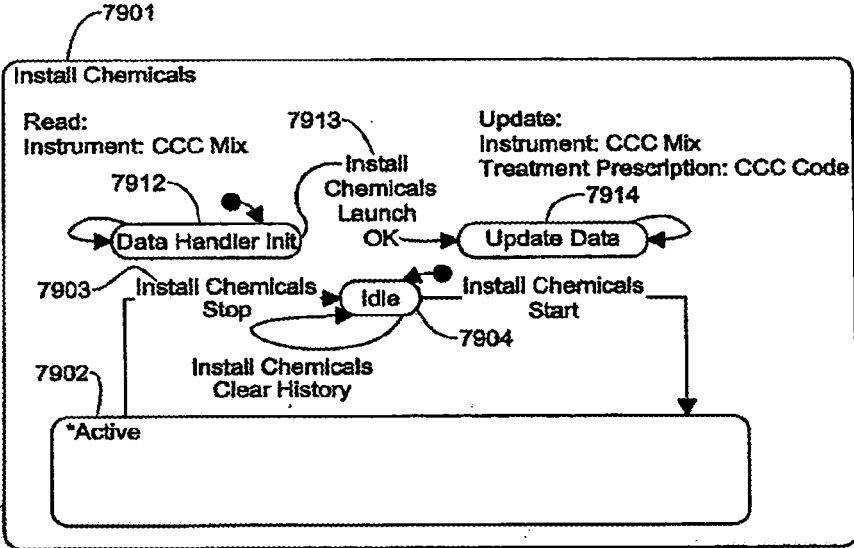 7901
Install Chemicals
Read:
Instrument: CCC Mix
7913
Install
Chemicals
Launch
OK
Update:
Instrument: CCC Mix
Treatment Prescription: CCC Code
7912
7914
Data Handler Init
Update Data
7903
Install Chemicals
Stop
Idle
Install Chemicals
Start
7904
Install Chemicals
Clear History
7902
*Active